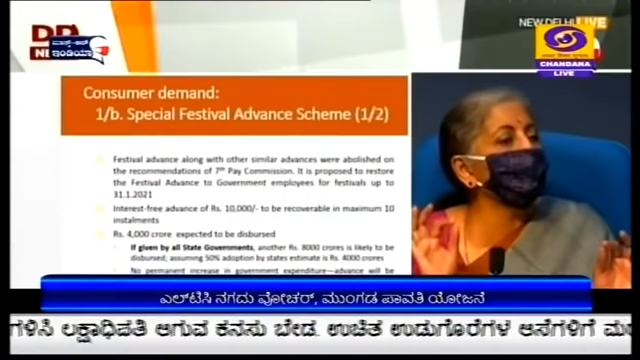 DD
NEW DELHI LIVE
ಇಂಡಿಯಾ
CHANDANA
LIVE
Consumer demand:
1/b. Special Festival Advance Scheme (1/2)
Festival advance along with other similar advances were abolished on
the recommendations of 7th Pay Commission. It is proposed to restore
the Festival Advance to Government employees for festivals up to
31.1.2021
Interest-free advance of Rs. 10,000/- to be recoverable in maximum 10
instalments
Rs. 4,000 crore expected to be disbursed
If given by all State Governments, another Rs. 8000 crores is likely to be
disbursed; assuming 50% adoption by states estimate is Rs. 4000 crores
No permanent increase in government expenditure—advance will be
ಎಲ್‌ಟಿಸಿ ನಗದು ವೋಚರ್, ಮುಂಗಡ ಪಾವತಿ ಯೋಜನೆ
ಗಳಿಸಿ ಲಕ್ಷಾಧಿಪತಿ ಆಗುವ ಕನಸು ಬೇಡ. ಉಚಿತ ಉಡುಗೊರೆಗಳ ಆಸೆಗಳಿಗೆ